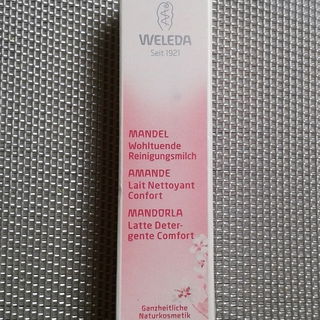 WELEDA
Seit 1921
MANDEL
Wohltuende
Reinigungsmilch
AMANDE
Lait Nettoyant
Confort
MANDORLA
Latte Deter-
gente Comfort
Ganzheitliche
Naturkosmetik